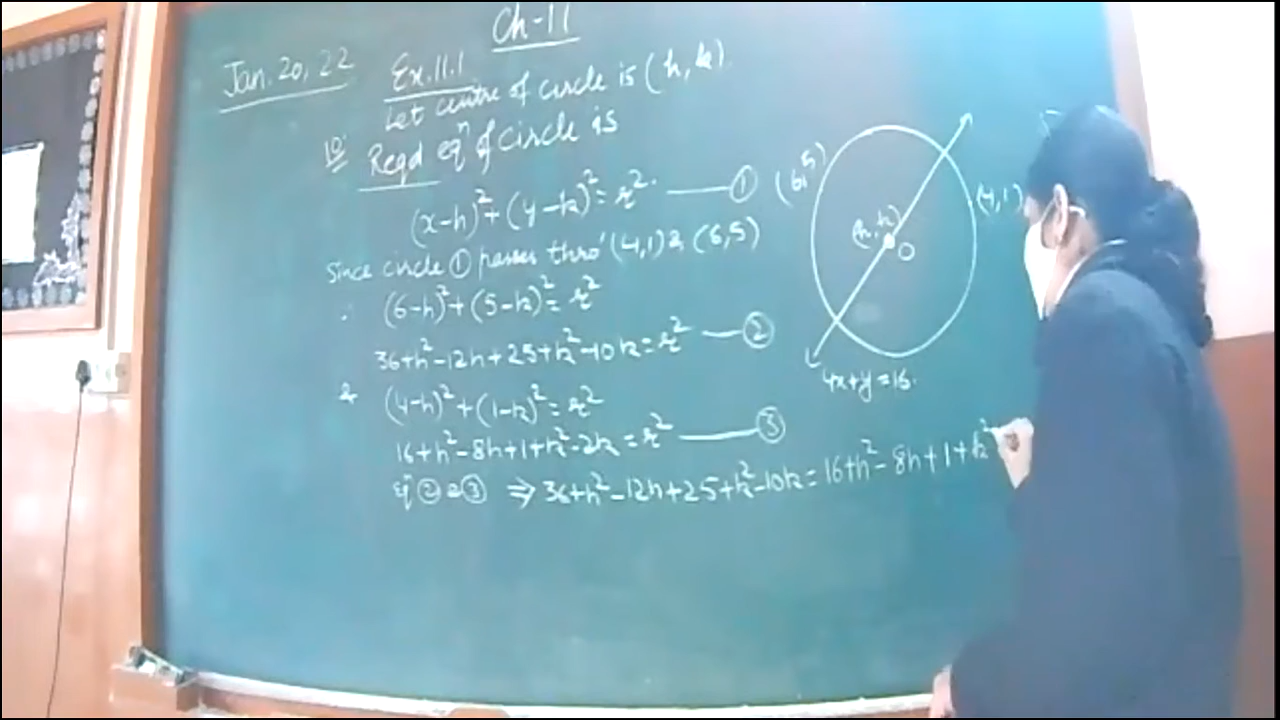 Ch-11
Jan. 20, 22
Ex.11.1
Let centre of circle is (h, k).
10
Reqd eqⁿ of circle is
(x-h)²+(y-k)²=r². ——— ①
Since circle ① passes thro' (4,1) & (6,5)
∴ (6-h)²+(5-k)²=r²
36+h²-12h+25+k²-10k=r² —— ②
& (4-h)²+(1-k)²=r²
16+h²-8h+1+k²-2k=r² ——— ③
eqⁿ ② & ③ ⇒ 36+h²-12h+25+k²-10k=16+h²-8h+1+k²
(6,5)
(4,1)
(h,k)
O
4x+y=16.